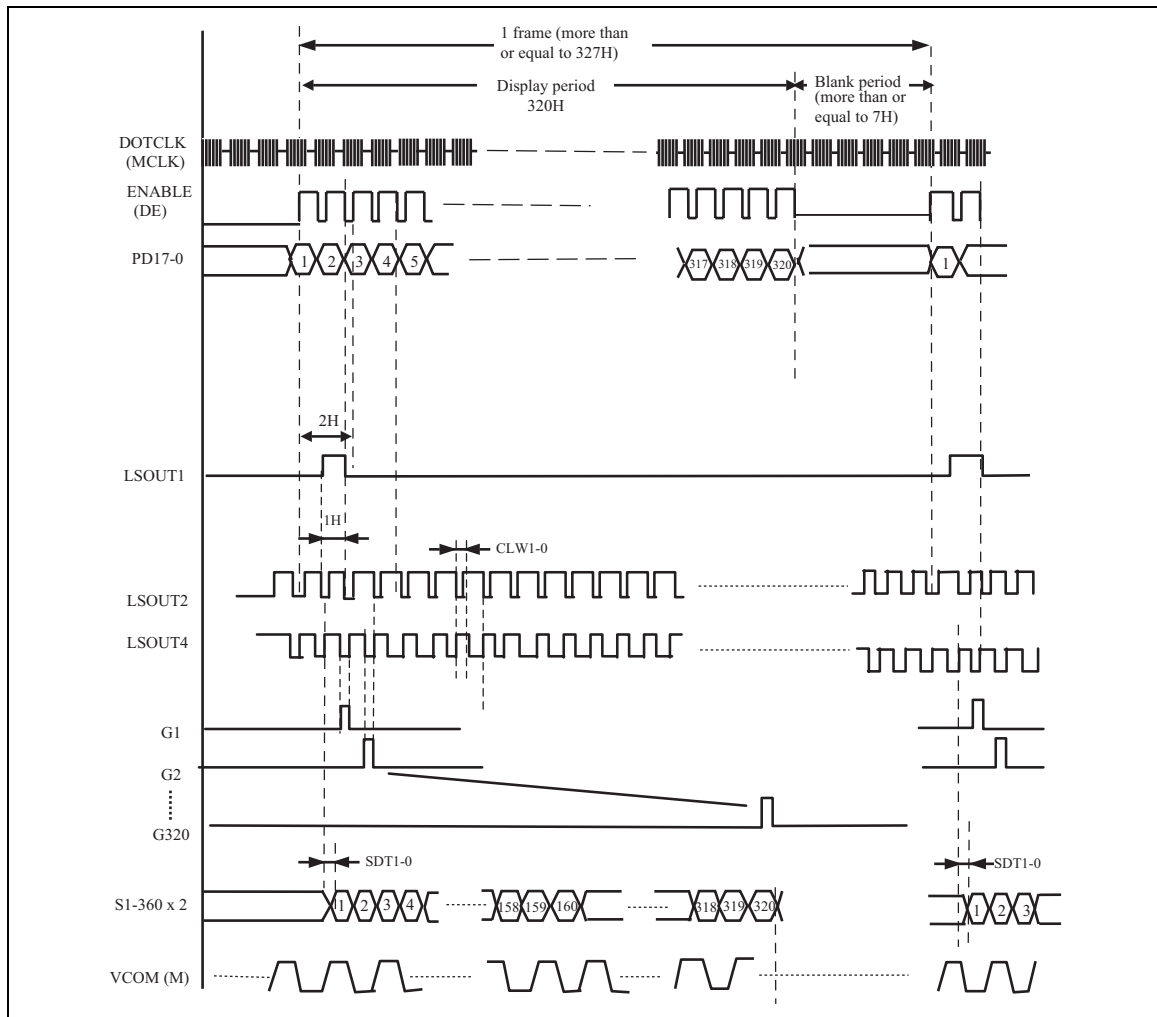 1 frame (more than
or equal to 327H)
Display period
320H
Blank period
(more than or
equal to 7H)
DOTCLK
(MCLK)
ENABLE
(DE)
PD17-0
1 2 3 4 5
317 318 319 320
1
2H
LSOUT1
1H
CLW1-0
LSOUT2
LSOUT4
G1
G2
G320
SDT1-0
SDT1-0
S1-360 x 2
1 2 3 4
158 159 160
318 319 320
1 2 3
VCOM (M)